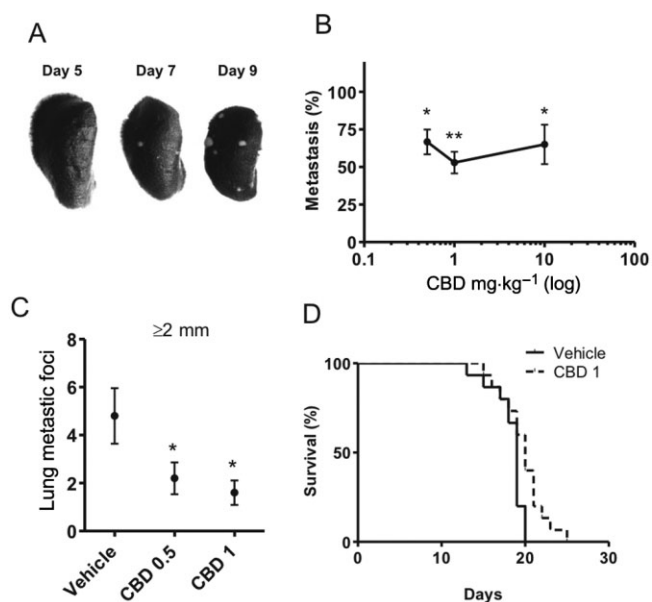 A
Day 5 Day 7 Day 9
B
Metastasis (%)
100
75
50
25
0
* ** *
0.1 1 10 100
CBD mg·kg⁻¹ (log)
C
≥2 mm
Lung metastic foci
8
6
4
2
0
* *
Vehicle CBD 0.5 CBD 1
D
Vehicle
CBD 1
Survival (%)
100
50
0
0 10 20 30
Days